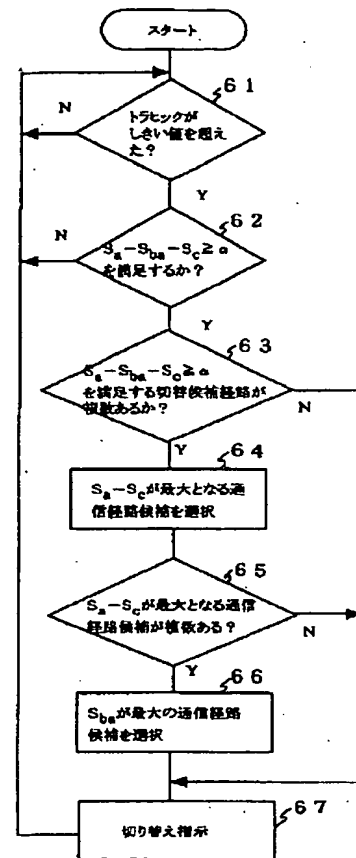 スタート
61
トラヒックが
しきい値を超え
た?
N
Y
62
Sa-Sba-Sc≧α
を満足するか?
N
Y
63
Sa-Sba-Sc≧α
を満足する切替候補経路が
複数あるか?
N
Y
64
Sa-Scが最大となる通
信経路候補を選択
65
Sa-Scが最大となる通信
経路候補が複数ある?
N
Y
66
Sbaが最大の通信経路
候補を選択
67
切り替え指示